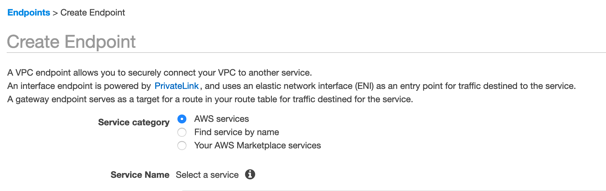 Endpoints > Create Endpoint
Create Endpoint
A VPC endpoint allows you to securely connect your VPC to another service.
An interface endpoint is powered by PrivateLink, and uses an elastic network interface (ENI) as an entry point for traffic destined to the service.
A gateway endpoint serves as a target for a route in your route table for traffic destined for the service.
Service category AWS services
Find service by name
Your AWS Marketplace services
Service Name Select a service